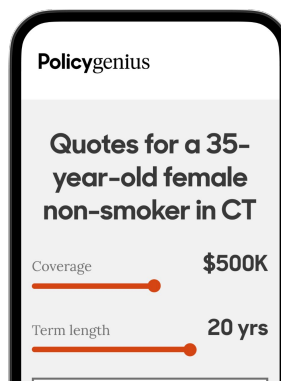 Policygenius
Quotes for a 35-
year-old female
non-smoker in CT
Coverage $500K
Term length 20 yrs